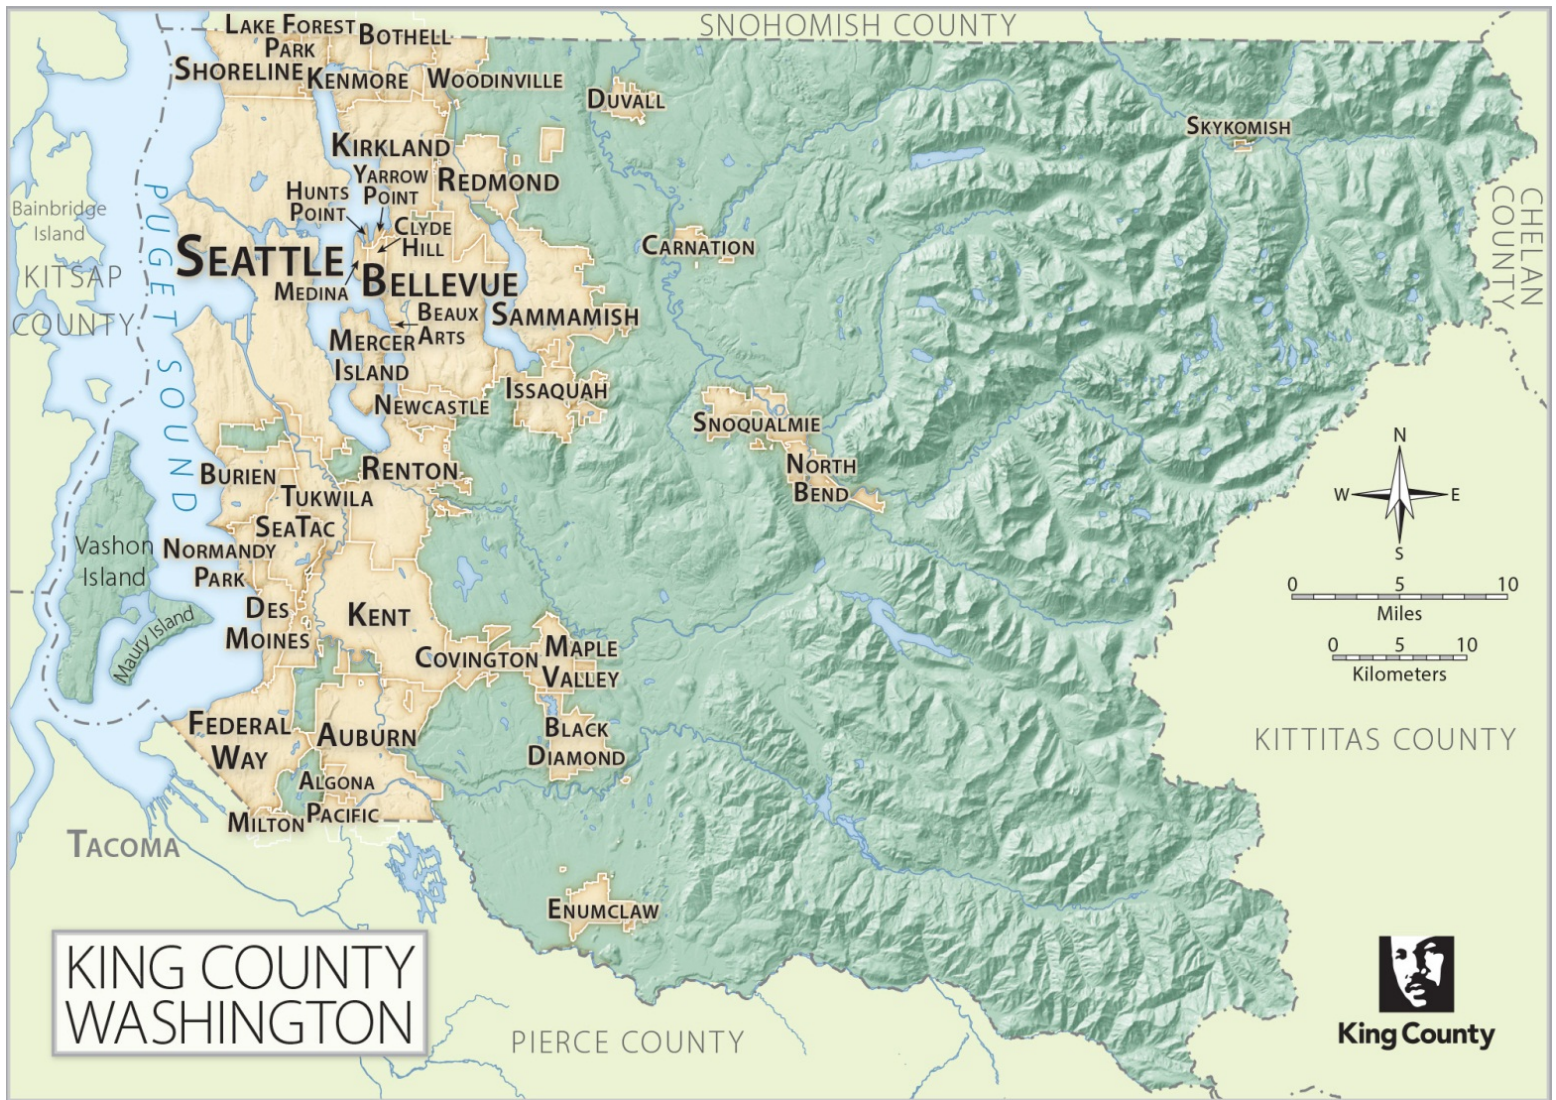 SNOHOMISH COUNTY
LAKE FOREST
PARK
BOTHELL
SHORELINE
KENMORE
WOODINVILLE
DUVALL
SKYKOMISH
KIRKLAND
YARROW
POINT
REDMOND
HUNTS
POINT
CLYDE
HILL
Bainbridge
Island
KITSAP
COUNTY
PUGET SOUND
CHELAN
COUNTY
SEATTLE
MEDINA
BELLEVUE
CARNATION
BEAUX
ARTS
SAMMAMISH
MERCER
ISLAND
ISSAQUAH
NEWCASTLE
SNOQUALMIE
NORTH
BEND
BURIEN
RENTON
TUKWILA
SEATAC
Vashon
Island
NORMANDY
PARK
Maury Island
DES
MOINES
KENT
COVINGTON
MAPLE
VALLEY
FEDERAL
WAY
AUBURN
BLACK
DIAMOND
ALGONA
PACIFIC
MILTON
TACOMA
ENUMCLAW
N
W
E
S
0 5 10
Miles
0 5 10
Kilometers
KITTITAS COUNTY
PIERCE COUNTY
KING COUNTY
WASHINGTON
King County